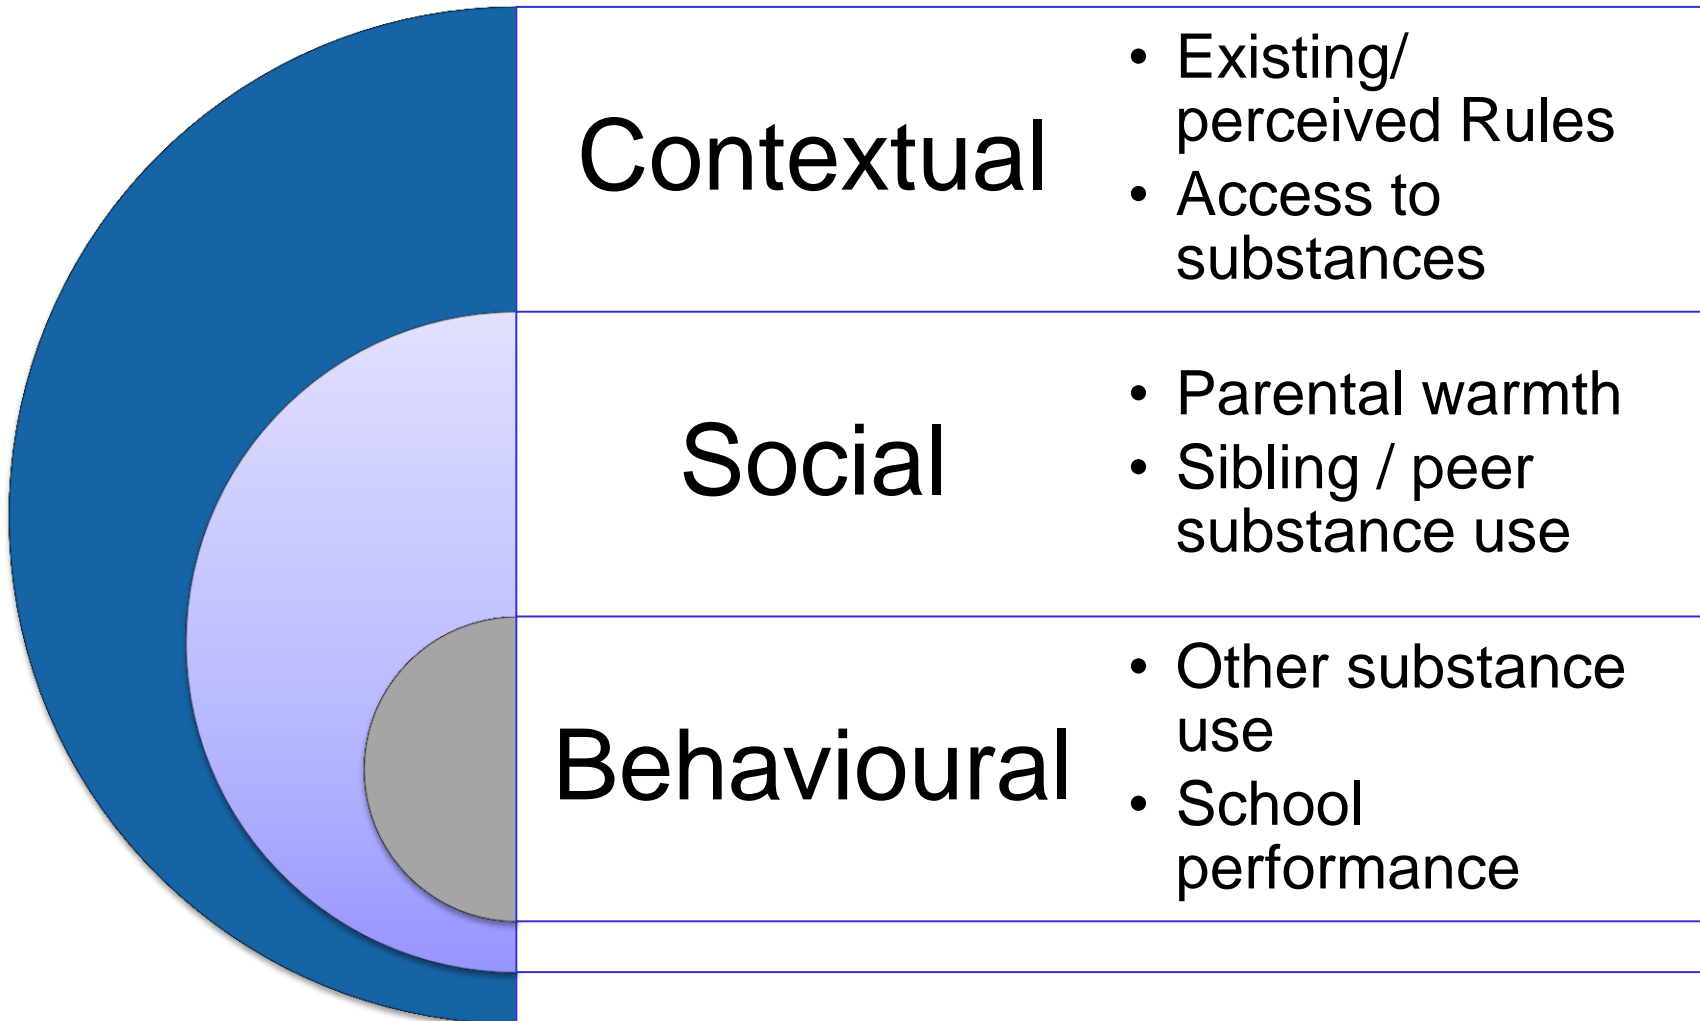 Contextual
• Existing/
perceived Rules
• Access to
substances
Social
• Parental warmth
• Sibling / peer
substance use
Behavioural
• Other substance
use
• School
performance